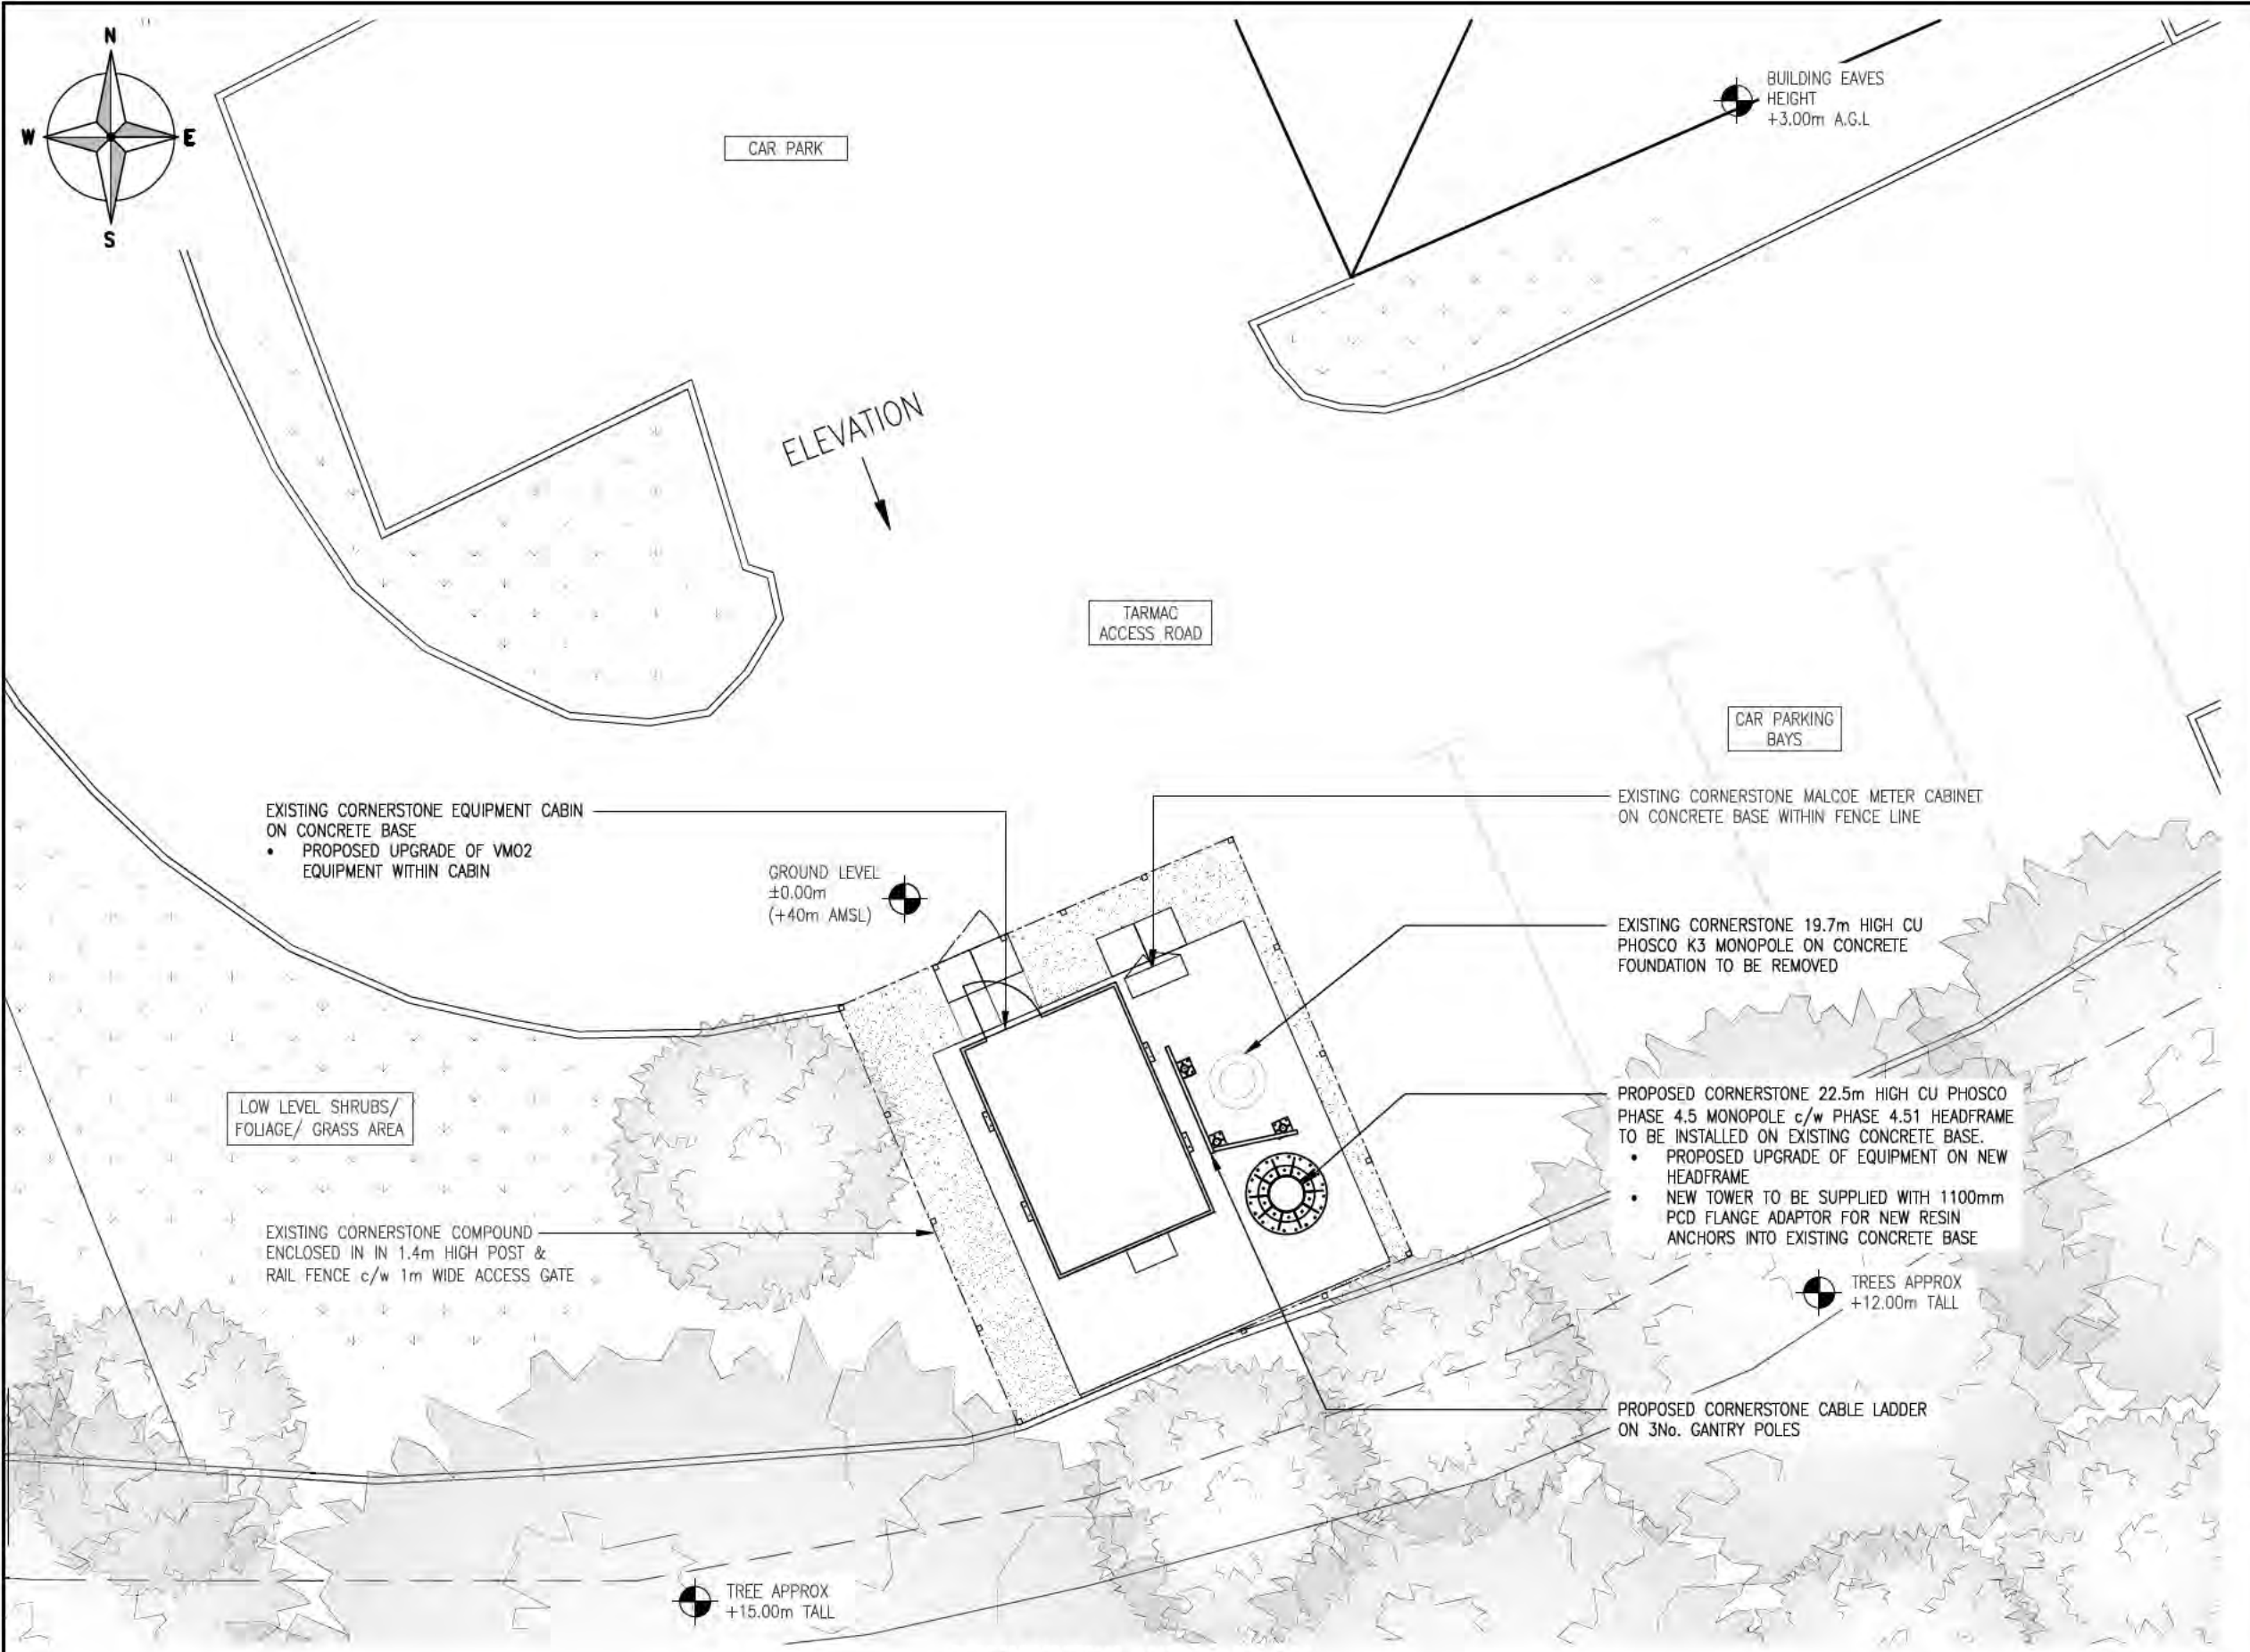 N
W
E
S
CAR PARK
BUILDING EAVES
HEIGHT
+3.00m A.G.L
ELEVATION
TARMAC
ACCESS ROAD
CAR PARKING
BAYS
EXISTING CORNERSTONE EQUIPMENT CABIN
ON CONCRETE BASE
• PROPOSED UPGRADE OF VMO2
EQUIPMENT WITHIN CABIN
GROUND LEVEL
±0.00m
(+40m AMSL)
EXISTING CORNERSTONE MALCOE METER CABINET
ON CONCRETE BASE WITHIN FENCE LINE
EXISTING CORNERSTONE 19.7m HIGH CU
PHOSCO K3 MONOPOLE ON CONCRETE
FOUNDATION TO BE REMOVED
LOW LEVEL SHRUBS/
FOLIAGE/ GRASS AREA
PROPOSED CORNERSTONE 22.5m HIGH CU PHOSCO
PHASE 4.5 MONOPOLE c/w PHASE 4.51 HEADFRAME
TO BE INSTALLED ON EXISTING CONCRETE BASE.
• PROPOSED UPGRADE OF EQUIPMENT ON NEW
HEADFRAME
• NEW TOWER TO BE SUPPLIED WITH 1100mm
PCD FLANGE ADAPTOR FOR NEW RESIN
ANCHORS INTO EXISTING CONCRETE BASE
EXISTING CORNERSTONE COMPOUND
ENCLOSED IN IN 1.4m HIGH POST &
RAIL FENCE c/w 1m WIDE ACCESS GATE
TREES APPROX
+12.00m TALL
PROPOSED CORNERSTONE CABLE LADDER
ON 3No. GANTRY POLES
TREE APPROX
+15.00m TALL